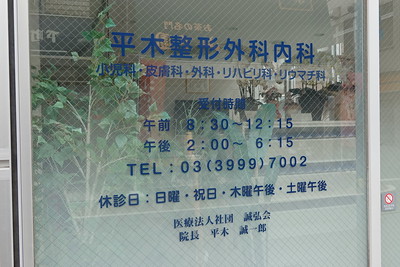 平木整形外科内科
小児科・皮膚科・外科・リハビリ科・リウマチ科
受付時間
午前 8:30～12:15
午後 2:00～6:15
TEL:03(3999)7002
休診日:日曜・祝日・木曜午後・土曜午後
医療法人社団 誠弘会
院長 平木 誠一郎